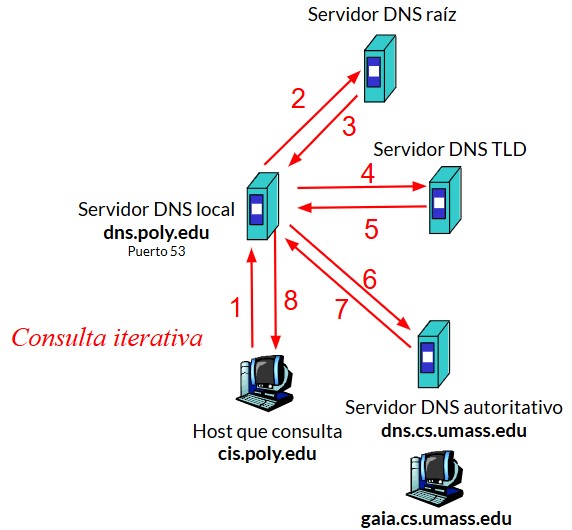 Servidor DNS raíz
2
3
Servidor DNS TLD
4
5
Servidor DNS local
dns.poly.edu
Puerto 53
6
7
1
8
Consulta iterativa
Host que consulta
cis.poly.edu
Servidor DNS autoritativo
dns.cs.umass.edu
gaia.cs.umass.edu